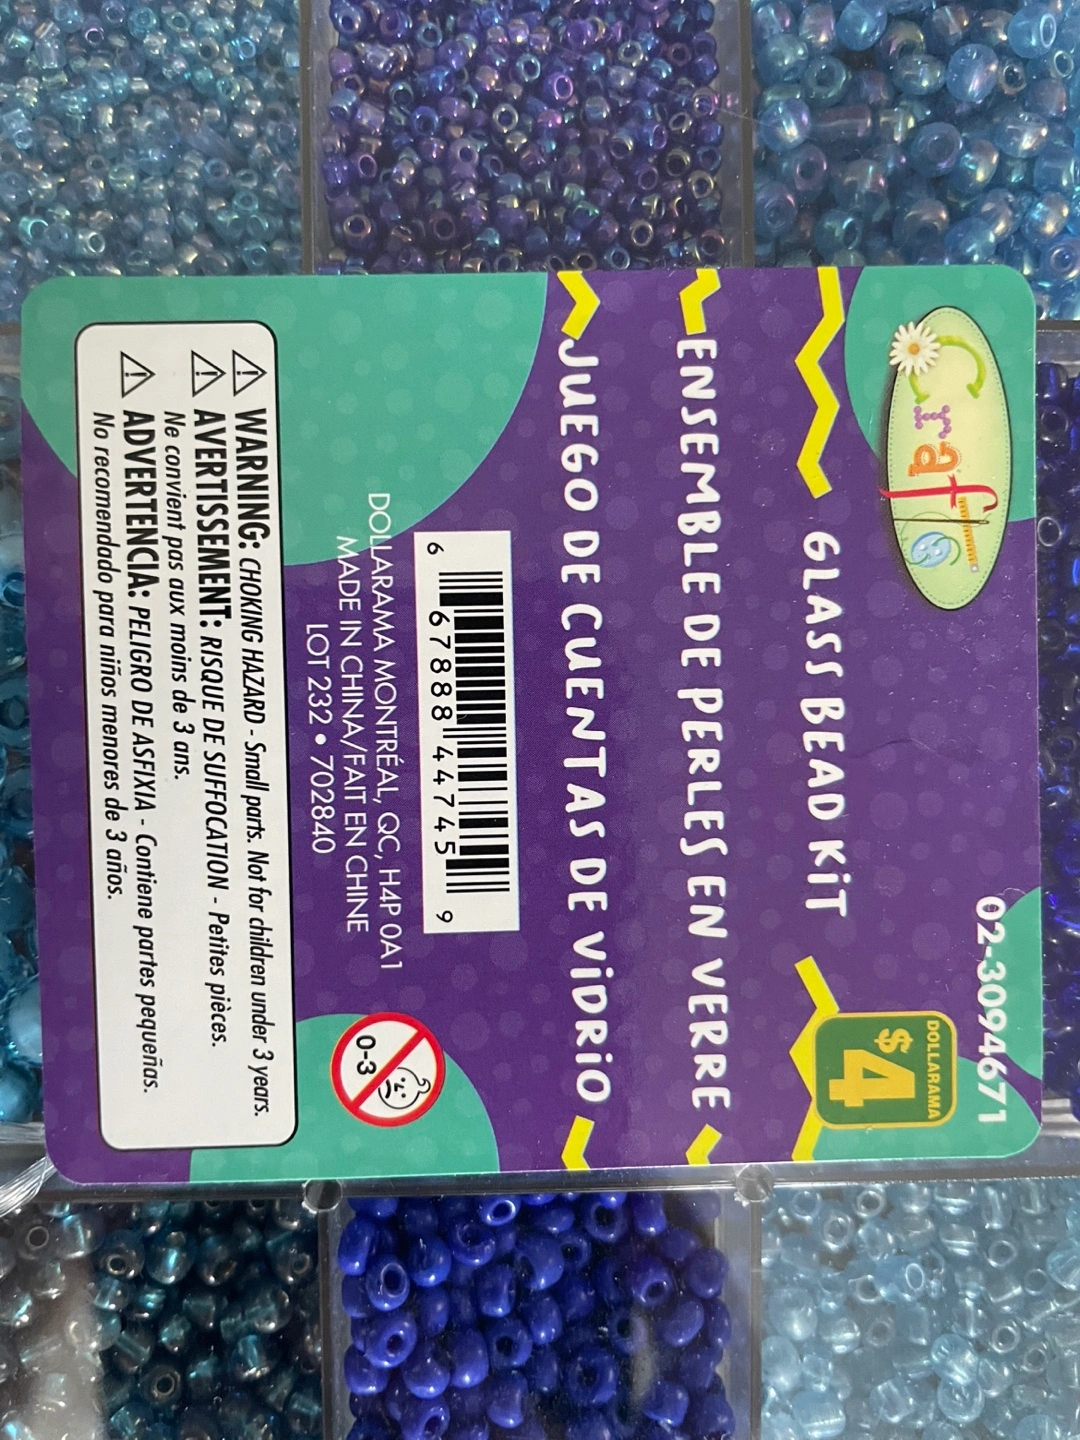 Crafts
02-3094671
DOLLARAMA
$4
GLASS BEAD KiT
ENSEMBLE DE PERLES EN VERRE
JUEGO DE CUENTAS DE ViDRiO
6 67888 44745 9
DOLLARAMA MONTRÉAL, QC, H4P 0A1
MADE IN CHINA/FAIT EN CHINE
LOT 232 • 702840
0-3
⚠ WARNING: CHOKING HAZARD - Small parts. Not for children under 3 years.
⚠ AVERTISSEMENT: RISQUE DE SUFFOCATION - Petites pièces.
Ne convient pas aux moins de 3 ans.
⚠ ADVERTENCIA: PELIGRO DE ASFIXIA - Contiene partes pequeñas.
No recomendado para niños menores de 3 años.